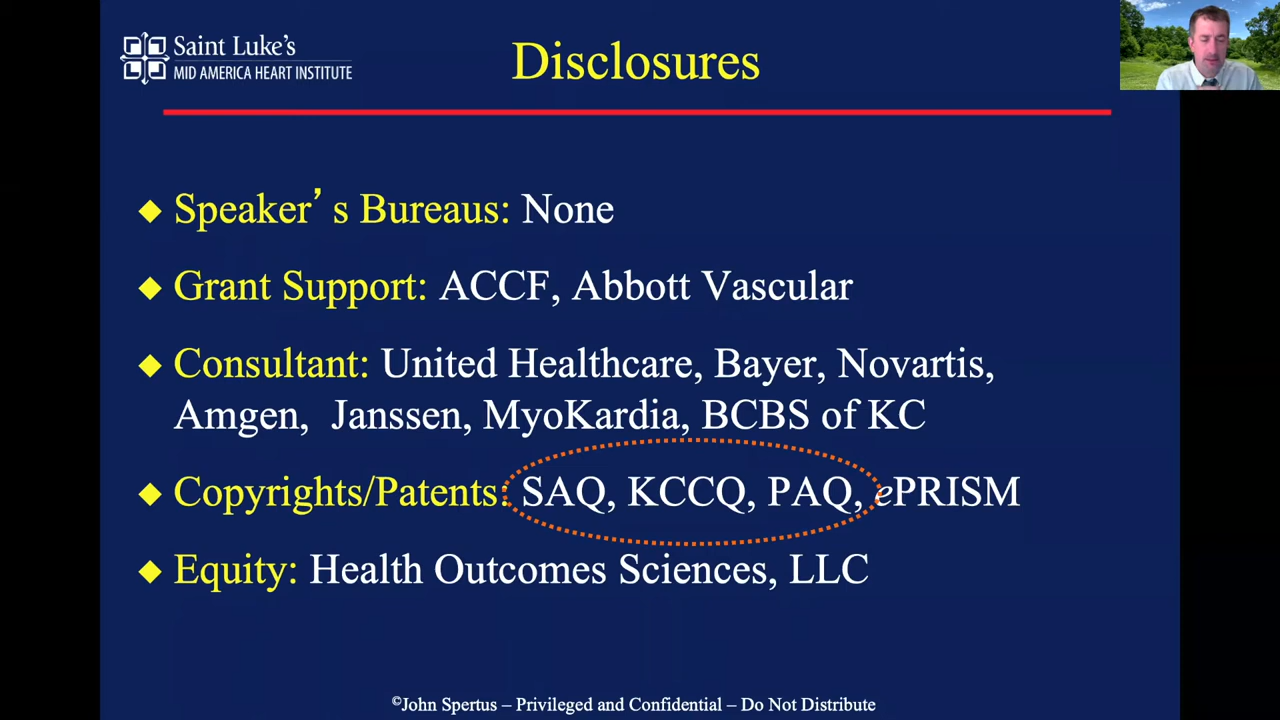 Saint Luke's
MID AMERICA HEART INSTITUTE
Disclosures
Speaker’s Bureaus: None
Grant Support: ACCF, Abbott Vascular
Consultant: United Healthcare, Bayer, Novartis,
Amgen, Janssen, MyoKardia, BCBS of KC
Copyrights/Patents: SAQ, KCCQ, PAQ, ePRISM
Equity: Health Outcomes Sciences, LLC
©John Spertus – Privileged and Confidential – Do Not Distribute